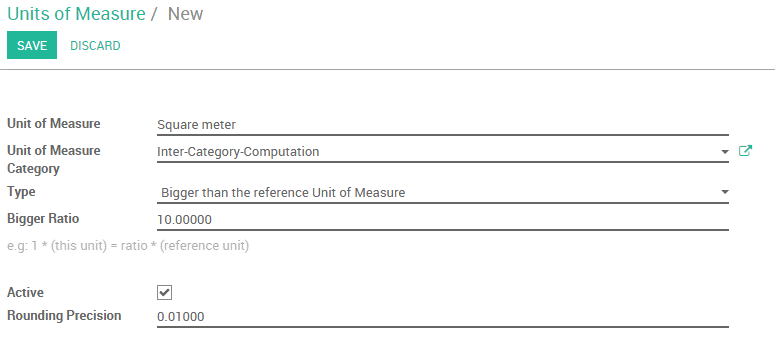 Units of Measure / New
SAVE DISCARD
Unit of Measure Square meter
Unit of Measure Category Inter-Category-Computation
Type Bigger than the reference Unit of Measure
Bigger Ratio 10.00000
e.g: 1 * (this unit) = ratio * (reference unit)
Active
Rounding Precision 0.01000